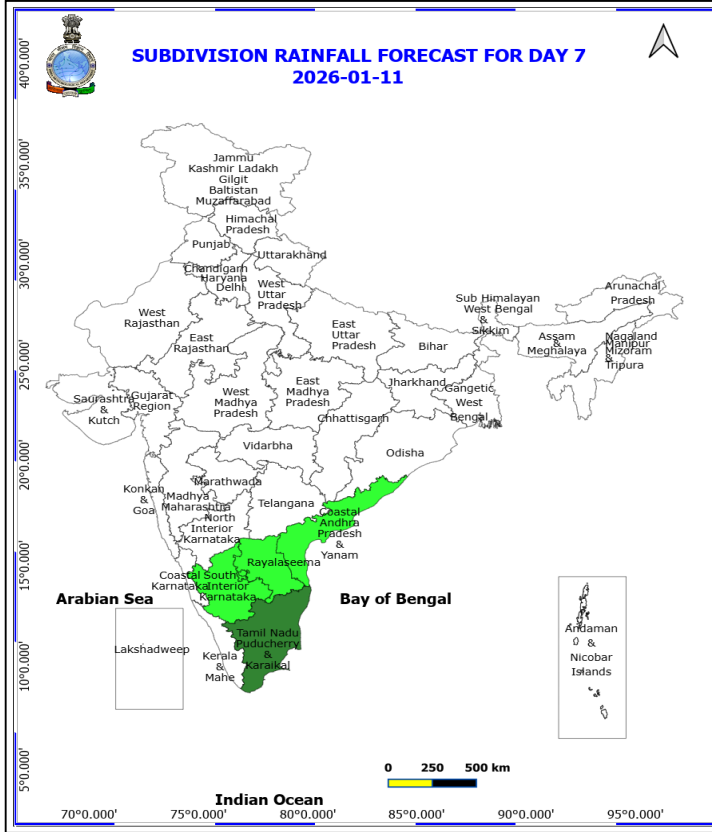 SUBDIVISION RAINFALL FORECAST FOR DAY 7
2026-01-11
40°0.000'
35°0.000'
30°0.000'
25°0.000'
20°0.000'
15°0.000'
10°0.000'
5°0.000'
Jammu
Kashmir Ladakh
Gilgit
Baltistan
Muzaffarabad
Himachal
Pradesh
Punjab
Uttarakhand
Chandigarh
Haryana
Delhi
West
Uttar
Pradesh
West
Rajasthan
East
Rajasthan
East
Uttar
Pradesh
Bihar
Sub Himalayan
West Bengal
&
Sikkim
Arunachal
Pradesh
Assam
&
Meghalaya
Nagaland
Manipur
Mizoram
&
Tripura
Saurashtra
&
Kutch
Gujarat
Region
West
Madhya
Pradesh
East
Madhya
Pradesh
Jharkhand
Gangetic
West
Bengal
Chhattisgarh
Vidarbha
Odisha
Konkan
&
Goa
Marathwada
Madhya
Maharashtra
Telangana
North
Interior
Karnataka
Coastal
Andhra
Pradesh
&
Yanam
Rayalaseema
Coastal
Karnataka
South
Interior
Karnataka
Arabian Sea
Bay of Bengal
Lakshadweep
Kerala
&
Mahe
Tamil Nadu
Puducherry
&
Karaikal
Andaman
&
Nicobar
Islands
0 250 500 km
Indian Ocean
70°0.000' 75°0.000' 80°0.000' 85°0.000' 90°0.000' 95°0.000'